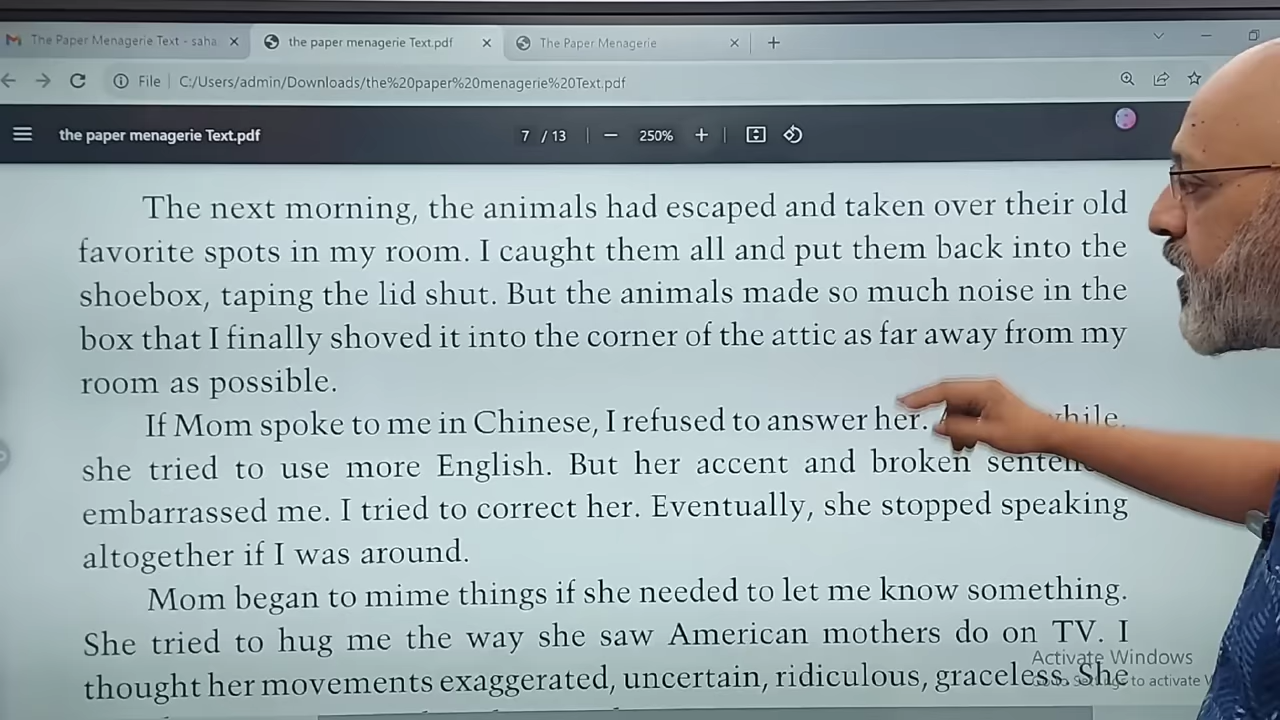 The Paper Menagerie Text - saha
the paper menagerie Text.pdf
The Paper Menagerie
File
C:/Users/admin/Downloads/the%20paper%20menagerie%20Text.pdf
the paper menagerie Text.pdf
7 / 13
250%
The next morning, the animals had escaped and taken over their old
favorite spots in my room. I caught them all and put them back into the
shoebox, taping the lid shut. But the animals made so much noise in the
box that I finally shoved it into the corner of the attic as far away from my
room as possible.
If Mom spoke to me in Chinese, I refused to answer her. while,
she tried to use more English. But her accent and broken
embarrassed me. I tried to correct her. Eventually, she stopped speaking
altogether if I was around.
Mom began to mime things if she needed to let me know something.
She tried to hug me the way she saw American mothers do on TV. I
thought her movements exaggerated, uncertain, ridiculous, graceless. She
Activate Windows
to activate